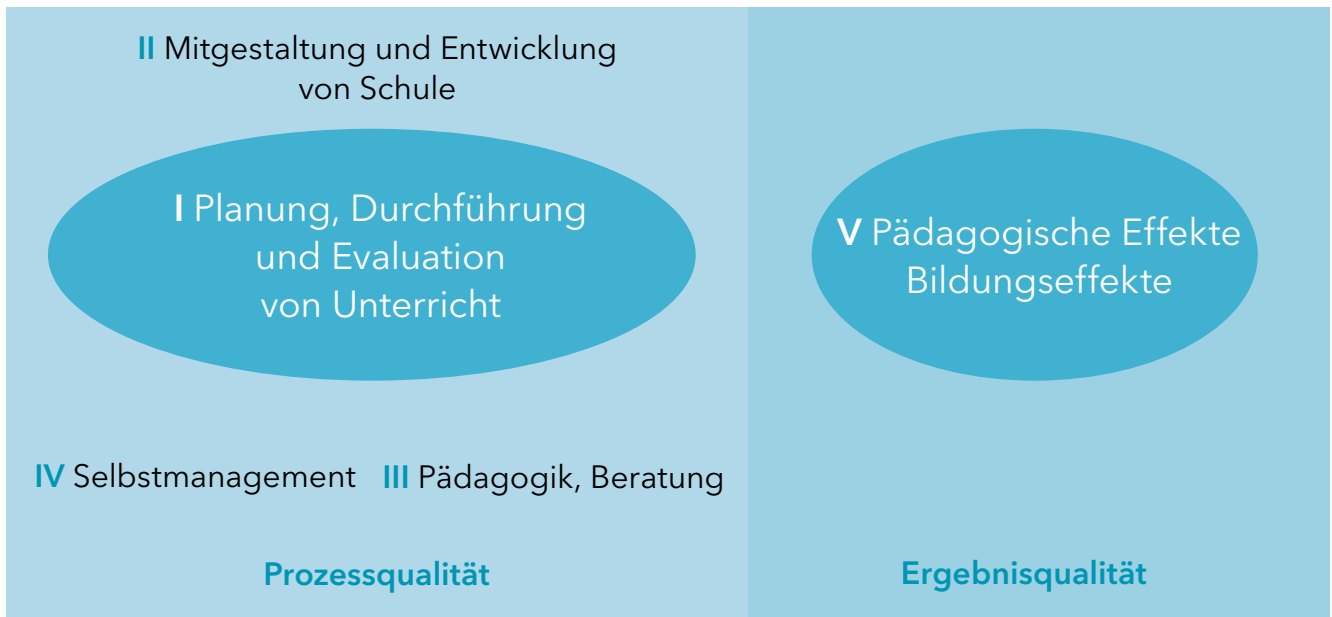 II Mitgestaltung und Entwicklung
von Schule
I Planung, Durchführung
und Evaluation
von Unterricht
IV Selbstmanagement
III Pädagogik, Beratung
Prozessqualität
V Pädagogische Effekte
Bildungseffekte
Ergebnisqualität